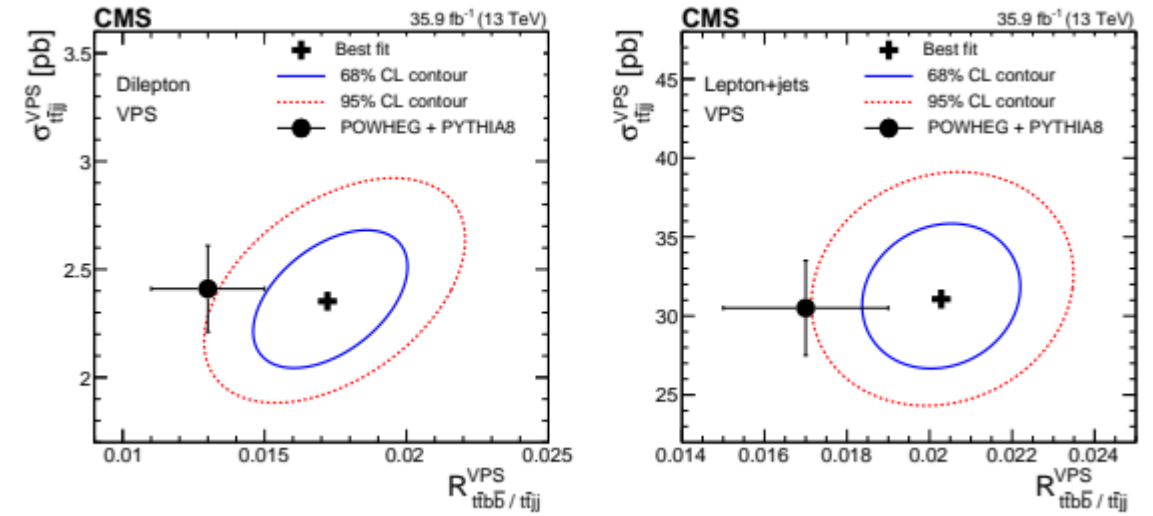 CMS 35.9 fb⁻¹ (13 TeV)
σ^VPS_tt̄jj [pb]
3.5
3
2.5
2
Dilepton
VPS
Best fit
68% CL contour
95% CL contour
POWHEG + PYTHIA8
0.01 0.015 0.02 0.025
R^VPS_tt̄bb̄ / tt̄jj
CMS 35.9 fb⁻¹ (13 TeV)
σ^VPS_tt̄jj [pb]
45
40
35
30
25
Lepton+jets
VPS
Best fit
68% CL contour
95% CL contour
POWHEG + PYTHIA8
0.014 0.016 0.018 0.02 0.022 0.024
R^VPS_tt̄bb̄ / tt̄jj